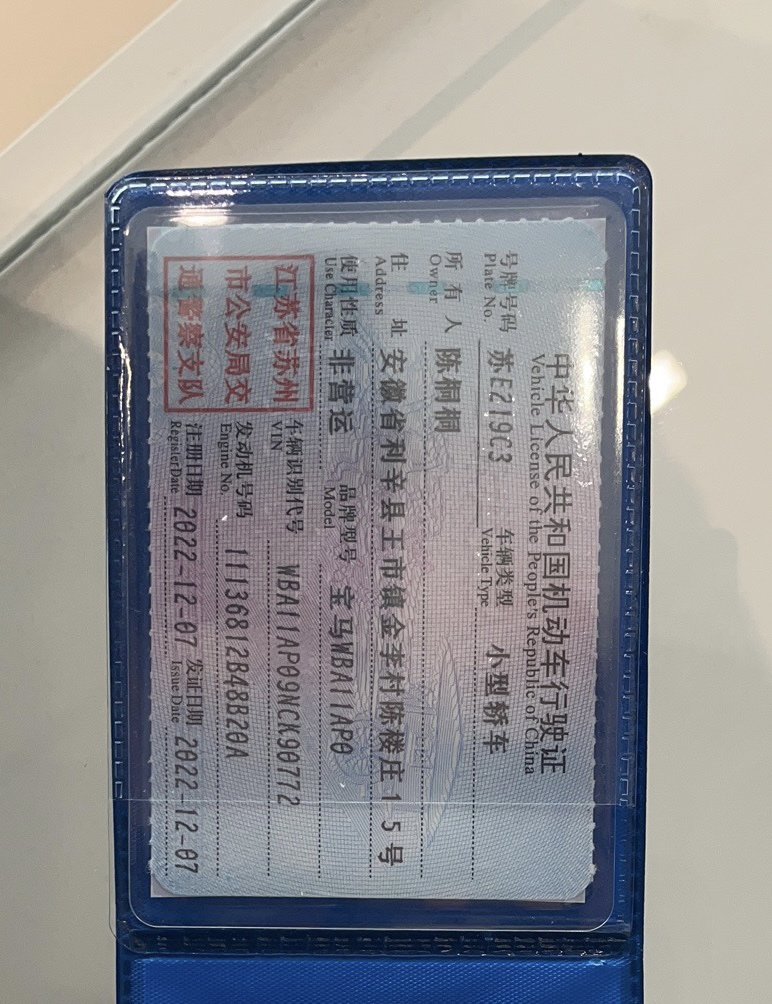 中华人民共和国机动车行驶证
Vehicle License of the People's Republic of China
号牌号码 苏E219C3 车辆类型 小型轿车
Plate No. Vehicle Type
所有人 陈桐桐
Owner
住址 安徽省利辛县王市镇金李村陈楼庄15号
Address
使用性质 非营运 品牌型号 宝马WBA11AP0
Use Character Model
江苏省苏州
市公安局交
通警察支队
车辆识别代号 WBA11AP09NCK90772
VIN
发动机号码 11136812B48B20A
Engine No.
注册日期 2022-12-07 发证日期 2022-12-07
Register Date Issue Date